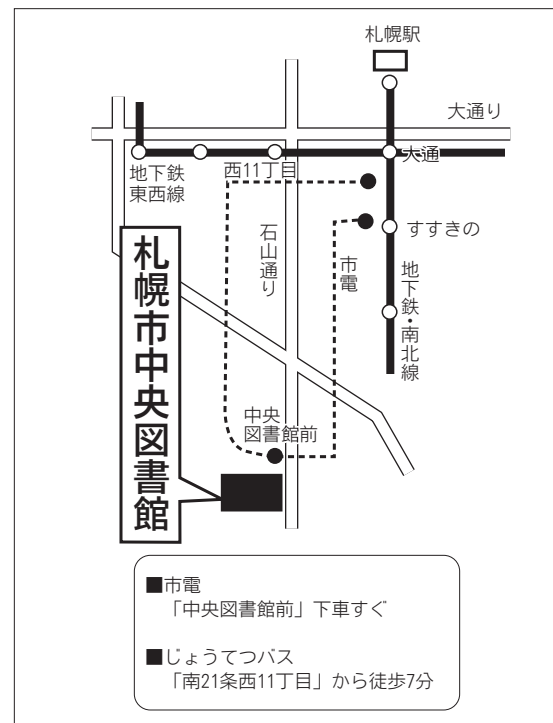 札幌駅
大通り
大通
地下鉄
東西線
西11丁目
石山通り
市電
すすきの
地下鉄・南北線
札幌市中央図書館
中央
図書館前
■市電
「中央図書館前」下車すぐ
■じょうてつバス
「南21条西11丁目」から徒歩7分